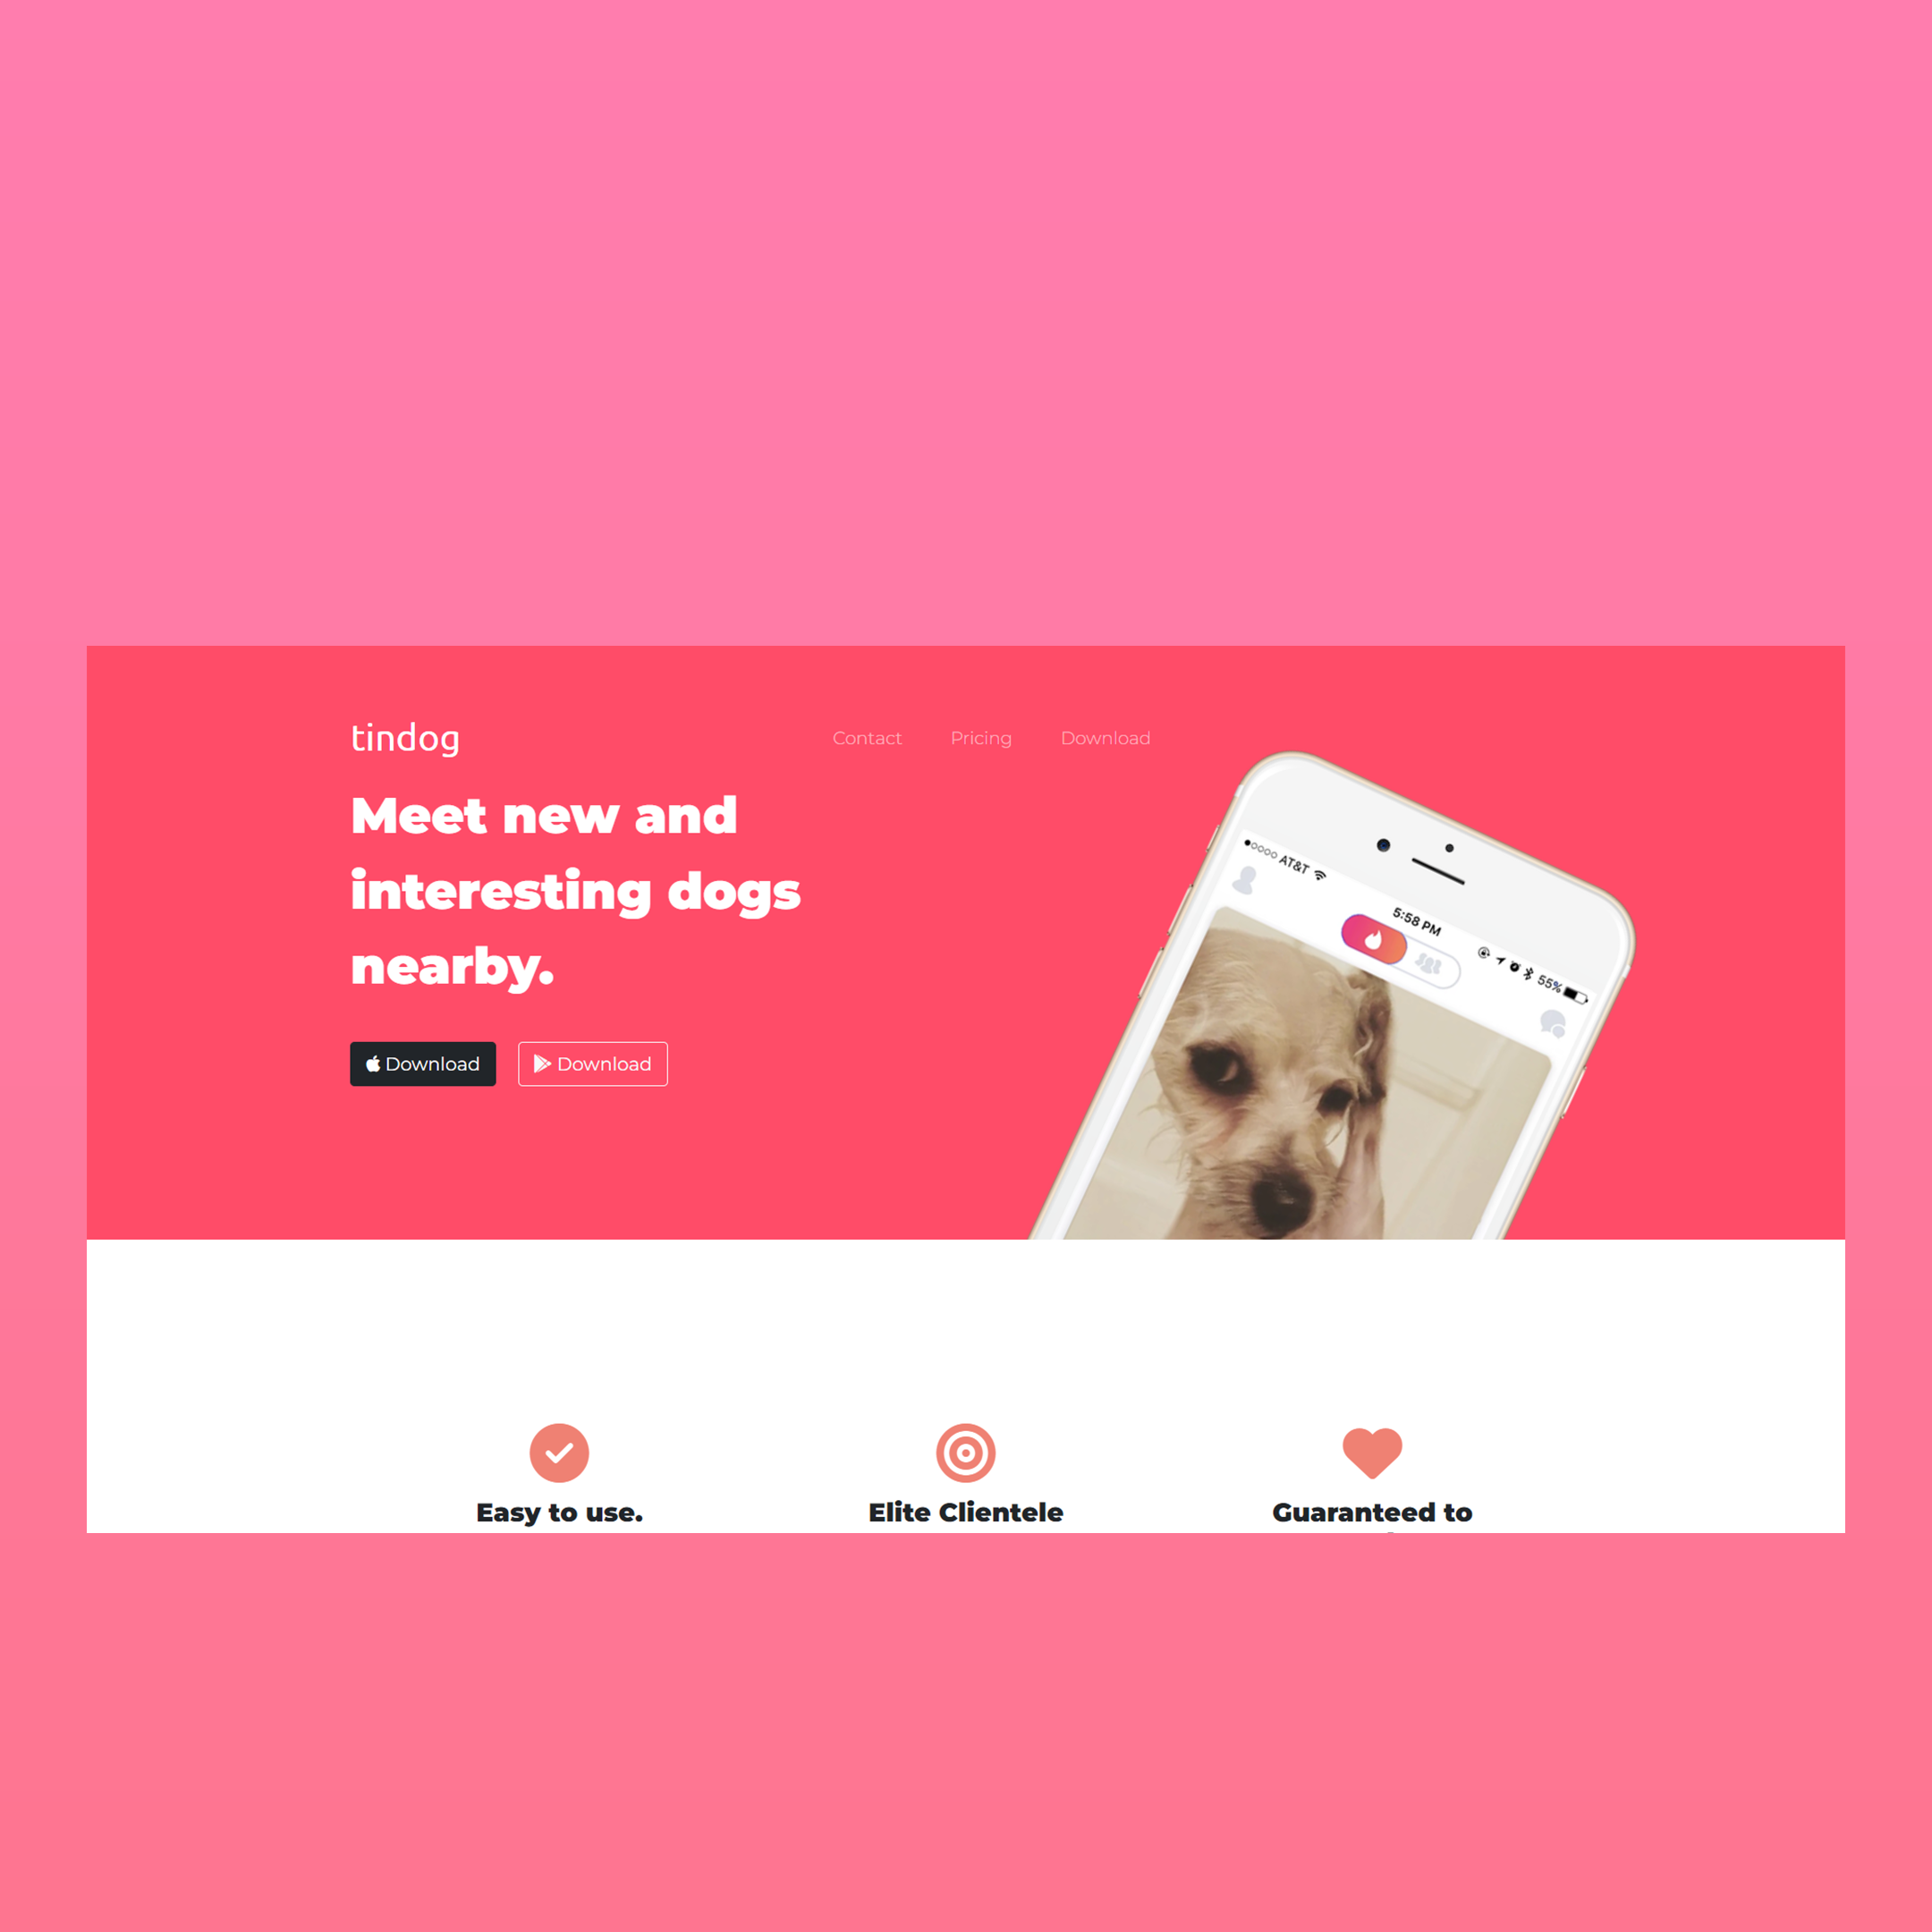 tindog
Contact Pricing Download
Meet new and
interesting dogs
nearby.
Download Download
AT&T
5:58 PM
55%
Easy to use.
Elite Clientele
Guaranteed to